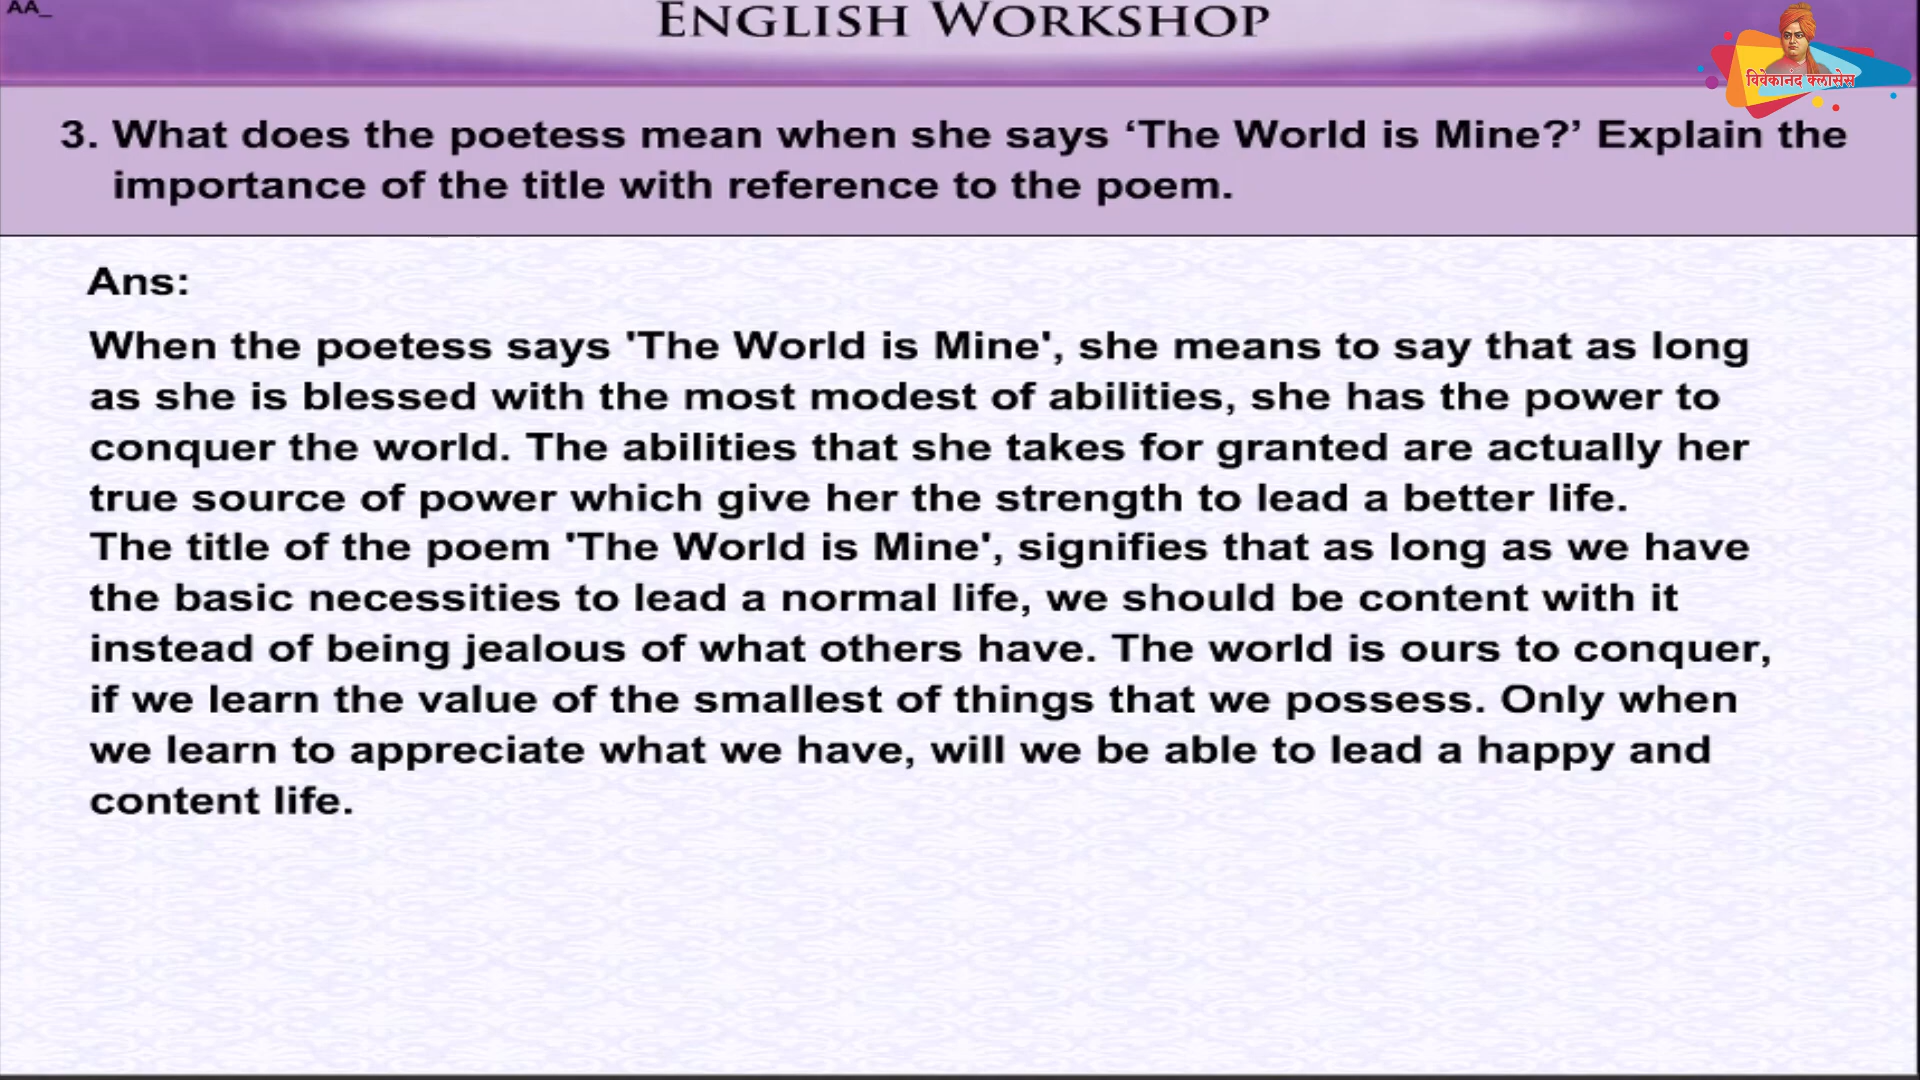 AA_
ENGLISH WORKSHOP
विवेकानंद क्लासेस
3. What does the poetess mean when she says ‘The World is Mine?’ Explain the
importance of the title with reference to the poem.
Ans:
When the poetess says 'The World is Mine', she means to say that as long
as she is blessed with the most modest of abilities, she has the power to
conquer the world. The abilities that she takes for granted are actually her
true source of power which give her the strength to lead a better life.
The title of the poem 'The World is Mine', signifies that as long as we have
the basic necessities to lead a normal life, we should be content with it
instead of being jealous of what others have. The world is ours to conquer,
if we learn the value of the smallest of things that we possess. Only when
we learn to appreciate what we have, will we be able to lead a happy and
content life.